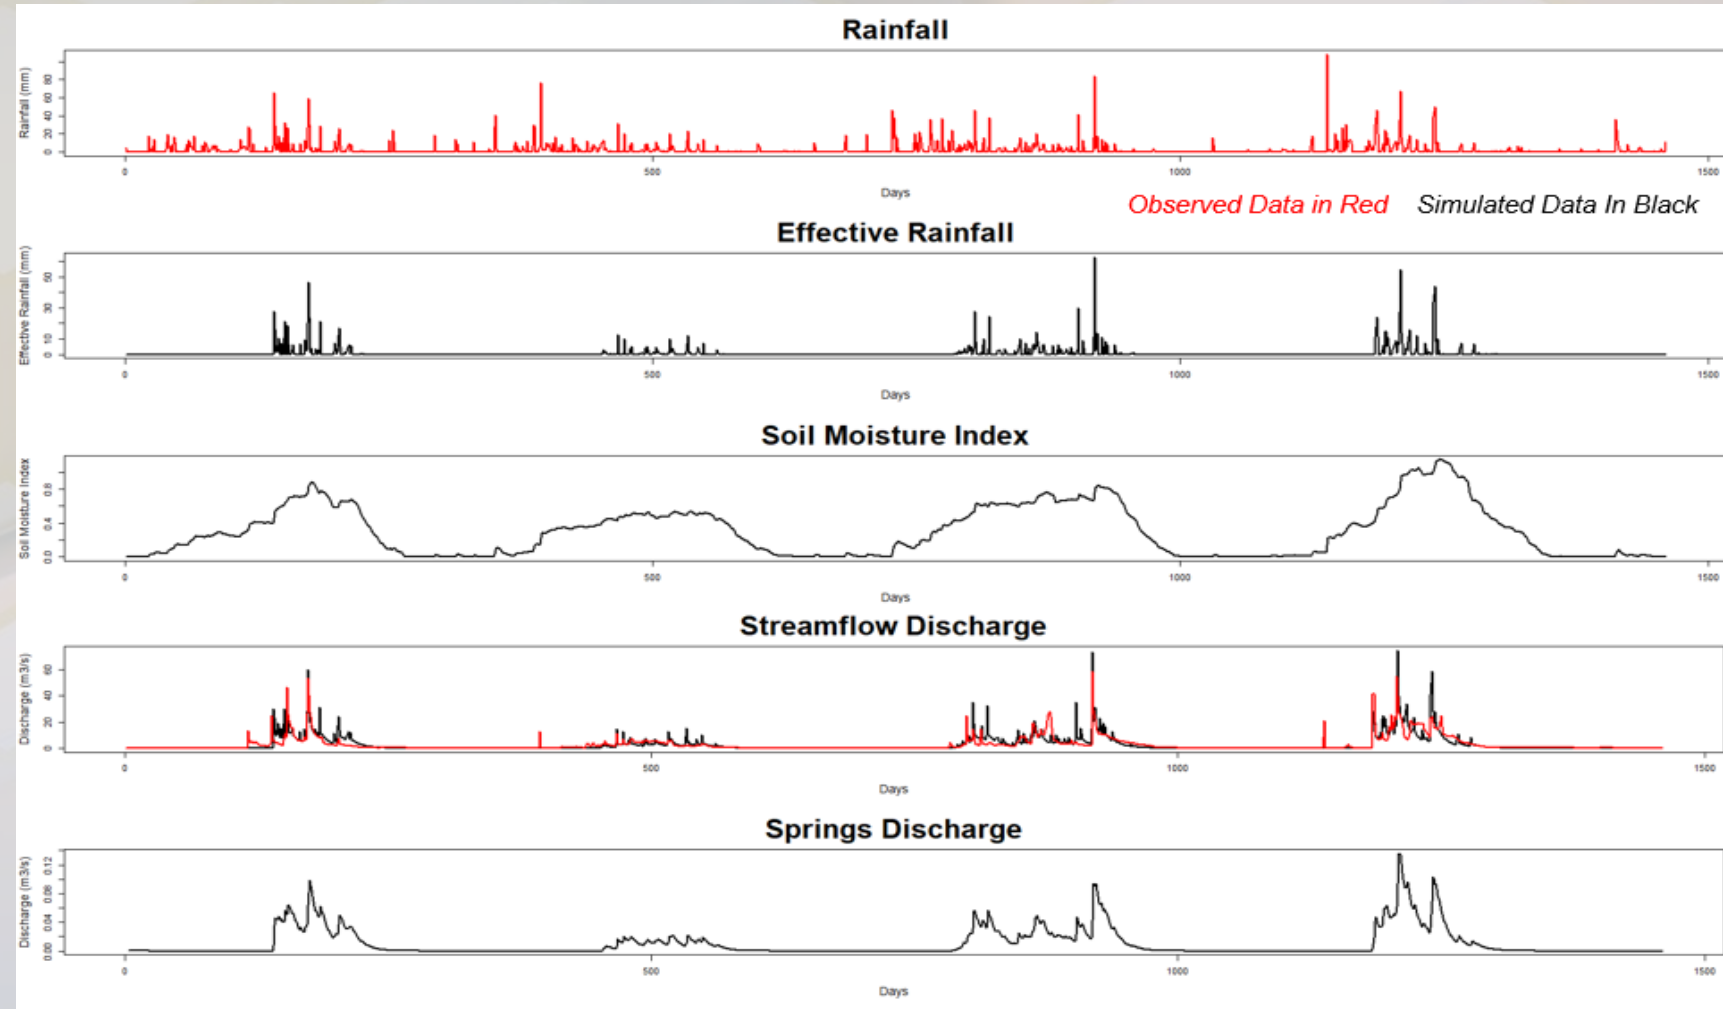 Rainfall
Rainfall (mm)
0 20 40 60 80
0 500 1000 1500
Days
Observed Data in Red Simulated Data In Black
Effective Rainfall
Effective Rainfall (mm)
0 10 30 50
0 500 1000 1500
Days
Soil Moisture Index
Soil Moisture Index
0.0 0.4 0.8
0 500 1000 1500
Days
Streamflow Discharge
Discharge (m3/s)
0 20 40 60
0 500 1000 1500
Days
Springs Discharge
Discharge (m3/s)
0.00 0.04 0.08 0.12
0 500 1000 1500
Days